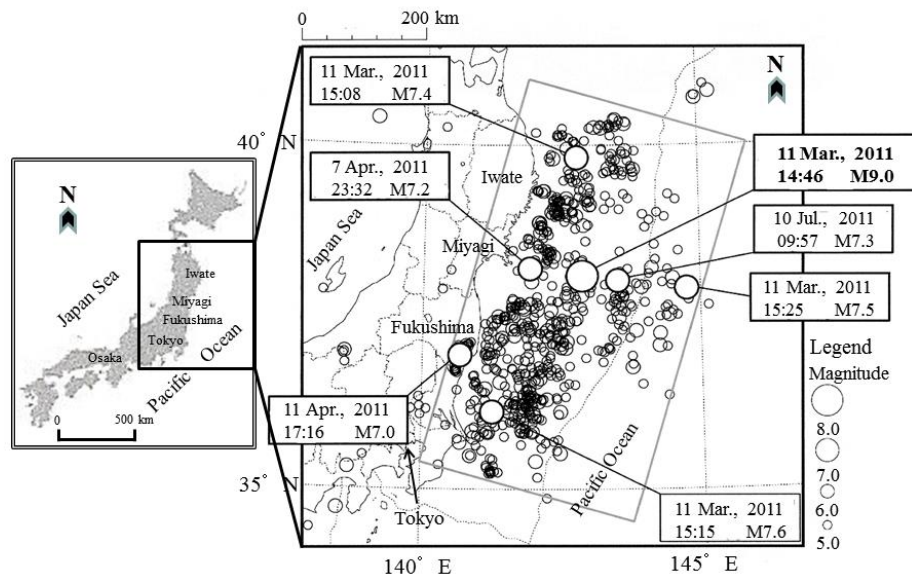 0 200 km
11 Mar., 2011
15:08 M7.4
N
40° N
7 Apr., 2011
23:32 M7.2
Iwate
11 Mar., 2011
14:46 M9.0
10 Jul., 2011
09:57 M7.3
Miyagi
Japan Sea
11 Mar., 2011
15:25 M7.5
Fukushima
11 Apr., 2011
17:16 M7.0
Pacific Ocean
35° N
Tokyo
11 Mar., 2011
15:15 M7.6
140° E
145° E
Legend
Magnitude
8.0
7.0
6.0
5.0
N
Japan Sea
Iwate
Miyagi
Fukushima
Tokyo
Osaka
Pacific Ocean
0 500 km